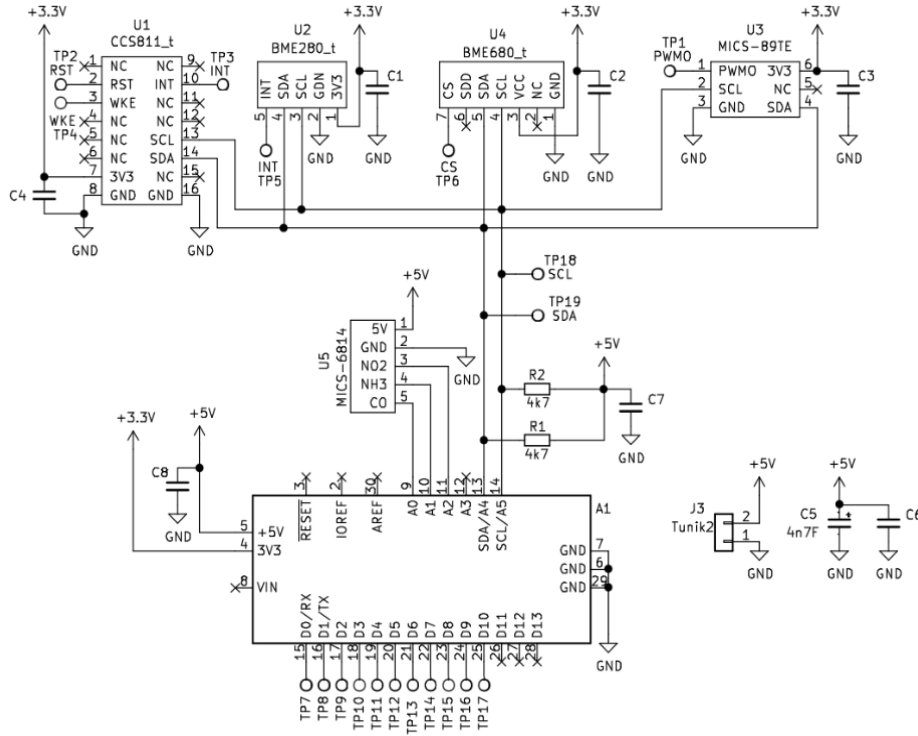 +3.3V
U1
CCS811_t
TP2
RST
WKE
WKE
TP4
1 NC
2 RST
3 WKE
4 NC
5 NC
6 NC
7 3V3
8 GND
NC 9
INT 10
NC 11
NC 12
SCL 13
SDA 14
NC 15
GND 16
TP3
INT
C4
GND
GND
+3.3V
U2
BME280_t
INT
SDA
SCL
GDN
3V3
5
4
3
2
1
INT
TP5
GND
C1
GND
+3.3V
U4
BME680_t
CS
SDD
SDA
SCL
VCC
NC
GND
7
6
5
4
3
2
1
CS
TP6
GND
C2
GND
+3.3V
U3
MICS-89TE
TP1
PWMO
1 PWMO
2 SCL
3 GND
3V3 6
NC 5
SDA 4
GND
C3
GND
TP18
SCL
TP19
SDA
+5V
U5
MICS-6814
5V 1
GND 2
NO2 3
NH3 4
CO 5
GND
+5V
R2
4k7
R1
4k7
C7
GND
+3.3V
+5V
C8
GND
3
2
30
9
10
11
12
13
14
RESET
IOREF
AREF
A0
A1
A2
A3
SDA/A4
SCL/A5
A1
5 +5V
4 3V3
8 VIN
GND 7
GND 6
GND 29
GND
D0/RX
D1/TX
D2
D3
D4
D5
D6
D7
D8
D9
D10
D11
D12
D13
15
16
17
18
19
20
21
22
23
24
25
26
27
28
TP7
TP8
TP9
TP10
TP11
TP12
TP13
TP14
TP15
TP16
TP17
J3
Tunik2
2
1
+5V
GND
+5V
C5
4n7F
GND
C6
GND